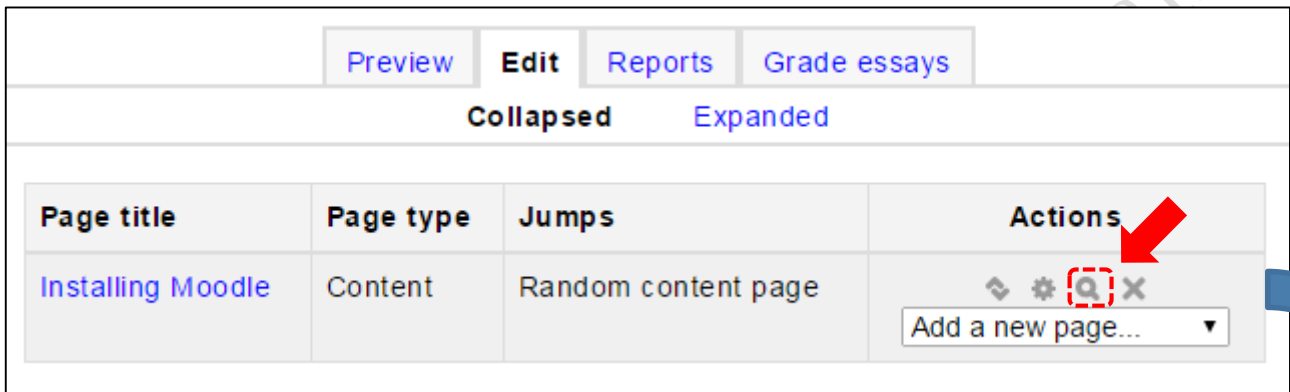 Preview Edit Reports Grade essays
Collapsed Expanded
Page title Page type Jumps Actions
Installing Moodle Content Random content page
Add a new page...